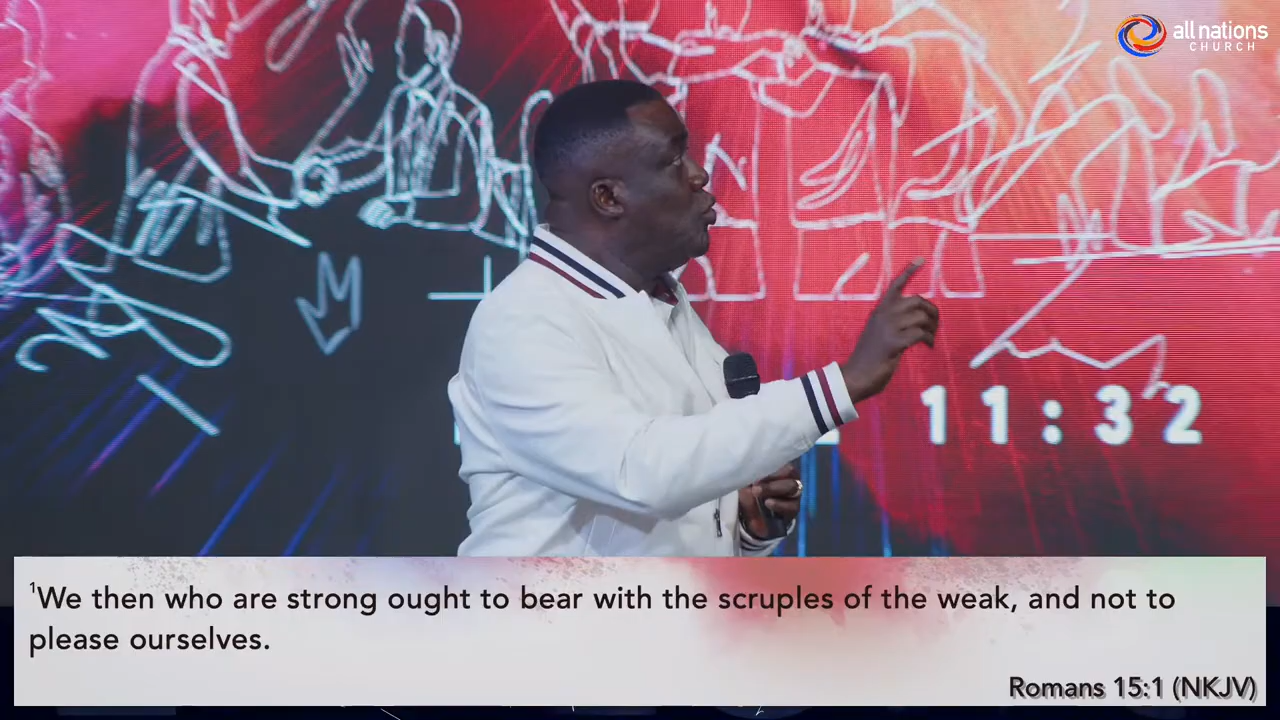 all nations
CHURCH
11:32
¹We then who are strong ought to bear with the scruples of the weak, and not to
please ourselves.
Romans 15:1 (NKJV)